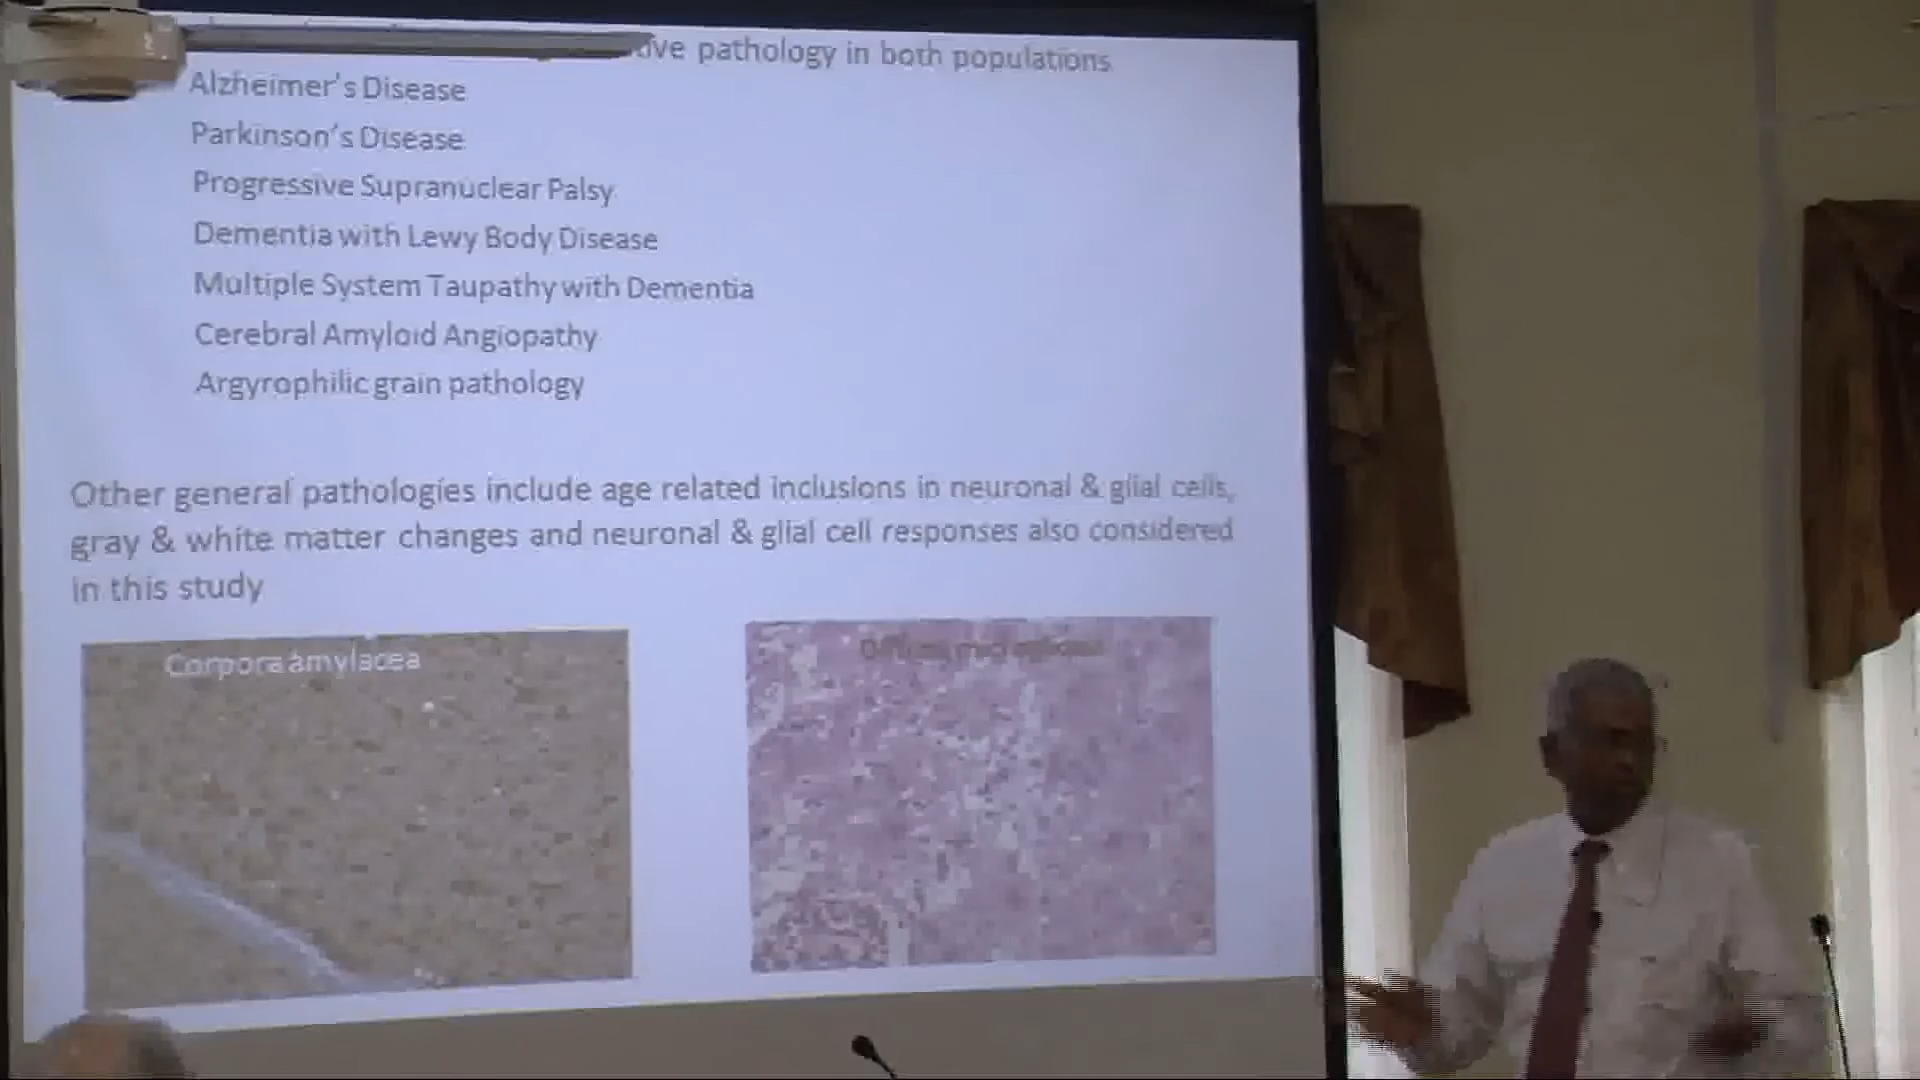 pathology in both populations
Alzheimer's Disease
Parkinson's Disease
Progressive Supranuclear Palsy
Dementia with Lewy Body Disease
Multiple System Taupathy with Dementia
Cerebral Amyloid Angiopathy
Argyrophilic grain pathology
Other general pathologies include age related inclusions in neuronal & glial cells,
gray & white matter changes and neuronal & glial cell responses also considered
in this study
Corpora amylacea